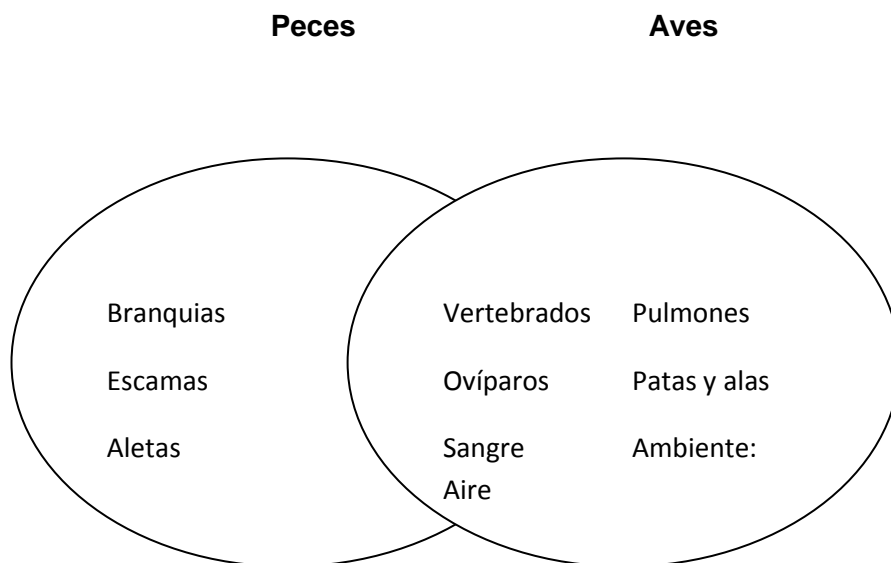 Peces Aves
Branquias Vertebrados Pulmones
Escamas Ovíparos Patas y alas
Aletas Sangre Ambiente:
Aire